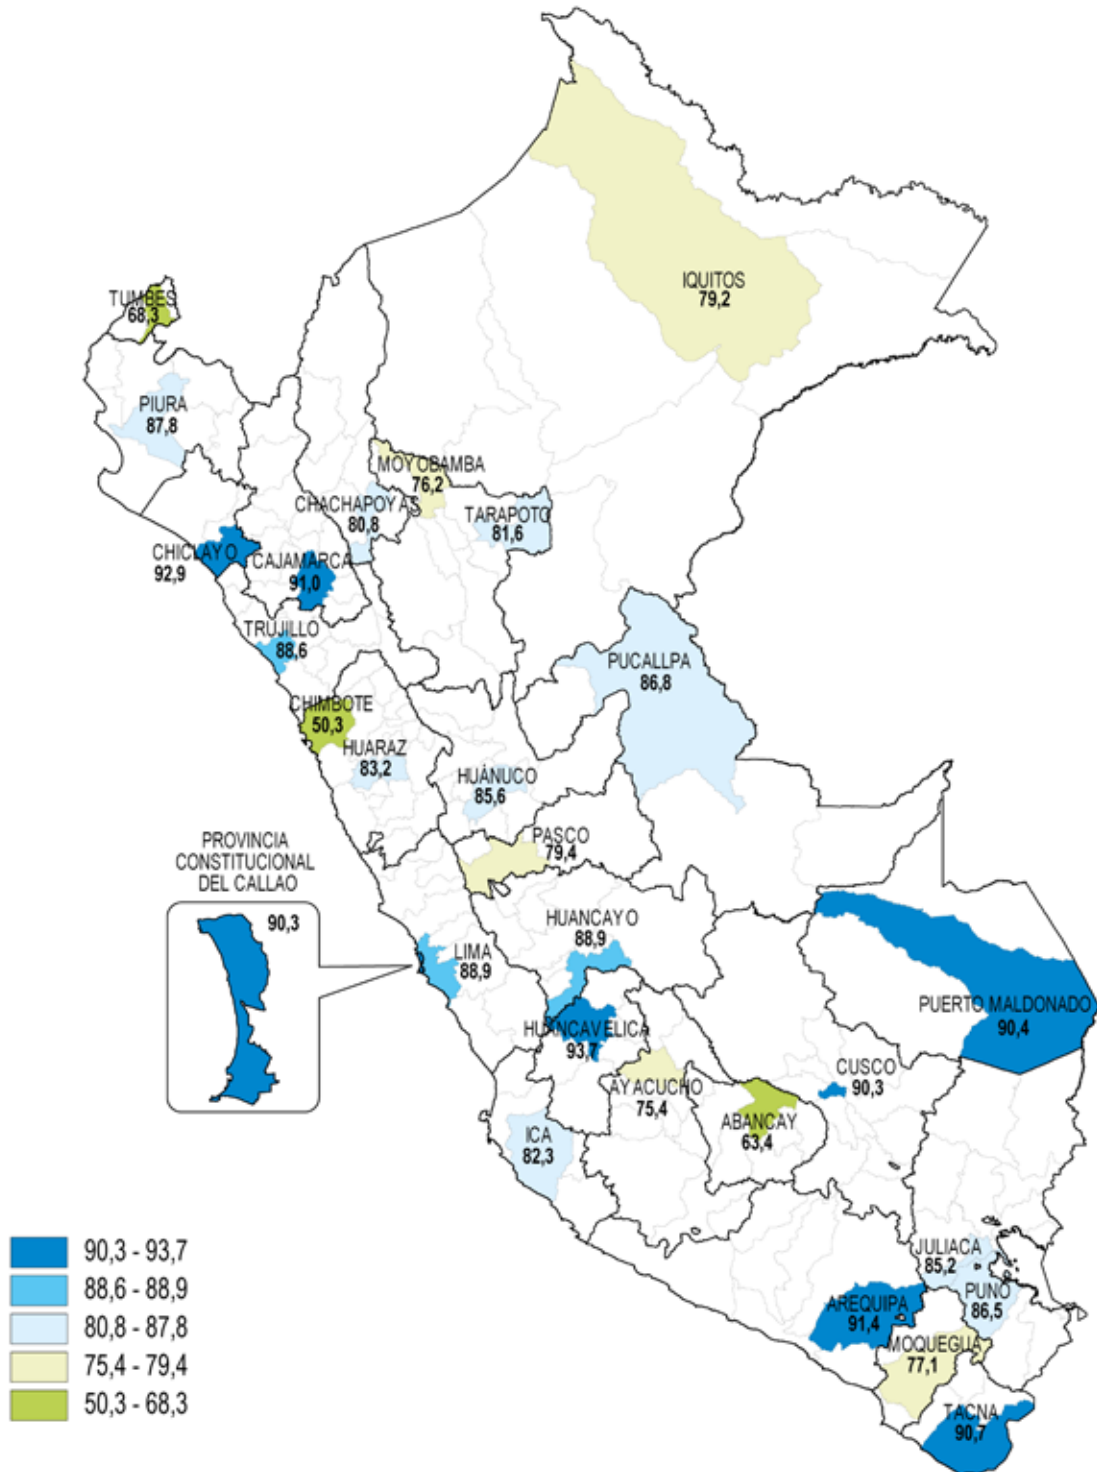 IQUITOS
79,2
TUMBES
68,3
PIURA
87,8
MOYOBAMBA
76,2
CHACHAPOYAS
80,8
TARAPOTO
81,6
CHICLAYO
92,9
CAJAMARCA
91,0
TRUJILLO
88,6
PUCALLPA
86,8
CHIMBOTE
50,3
HUARAZ
83,2
HUÁNUCO
85,6
PASCO
79,4
PROVINCIA
CONSTITUCIONAL
DEL CALLAO
90,3
HUANCAYO
88,9
LIMA
88,9
PUERTO MALDONADO
90,4
HUANCAVELICA
93,7
CUSCO
90,3
AYACUCHO
75,4
ABANCAY
63,4
ICA
82,3
JULIACA
85,2
PUNO
86,5
AREQUIPA
91,4
MOQUEGUA
77,1
TACNA
90,7
90,3 - 93,7
88,6 - 88,9
80,8 - 87,8
75,4 - 79,4
50,3 - 68,3